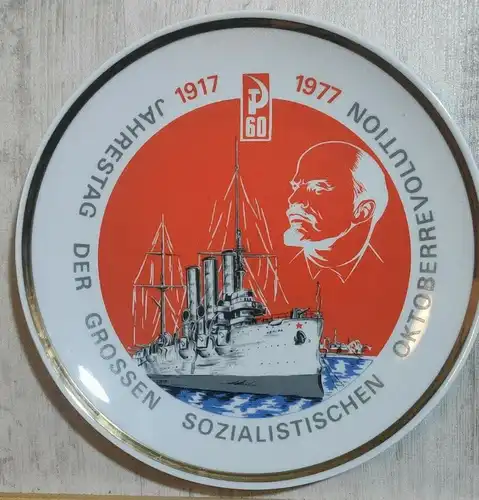 1917 1977
60
JAHRESTAG DER GROSSEN SOZIALISTISCHEN OKTOBERREVOLUTION